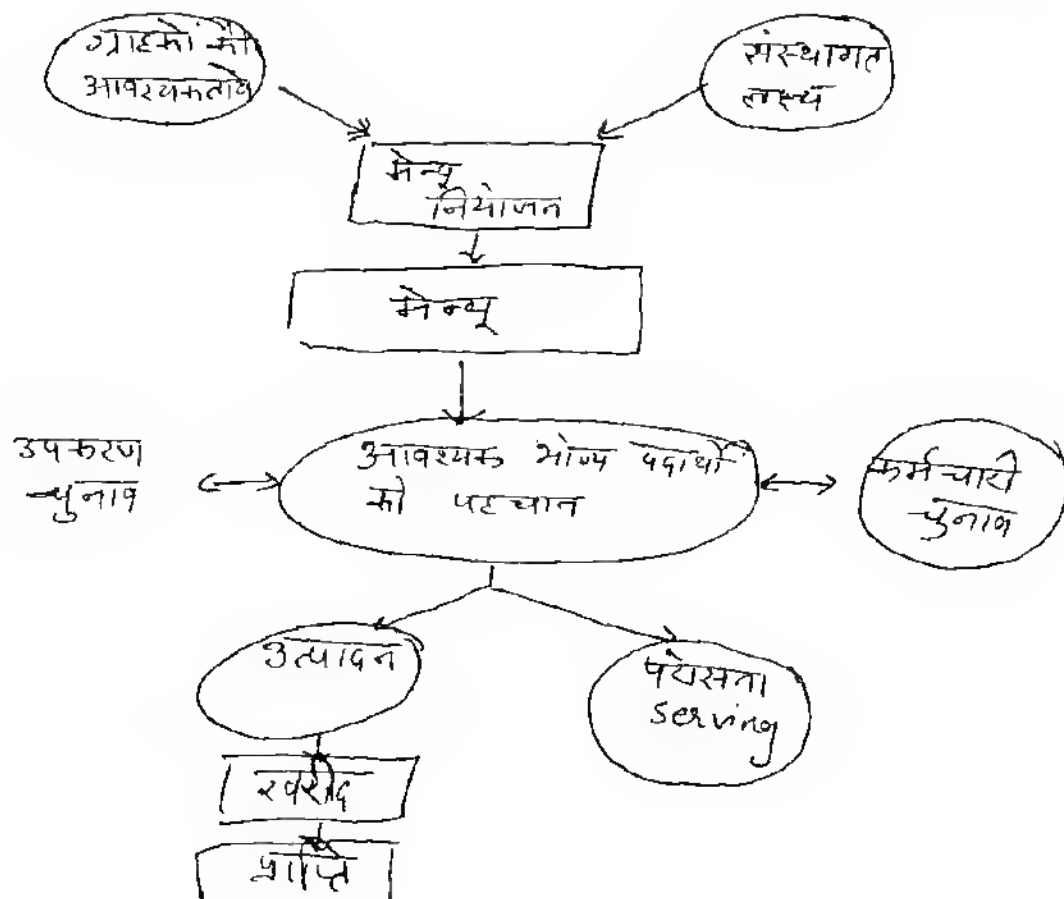 ग्राहकों की
आवश्यकतायें
संस्थागत
लक्ष्य
मेन्यू
नियोजन
मेन्यू
उपकरण
चुनाव
आवश्यक भोज्य पदार्थों
की पहचान
कर्मचारी
चुनाव
उत्पादन
परोसना
serving
खरीद
प्राप्ति